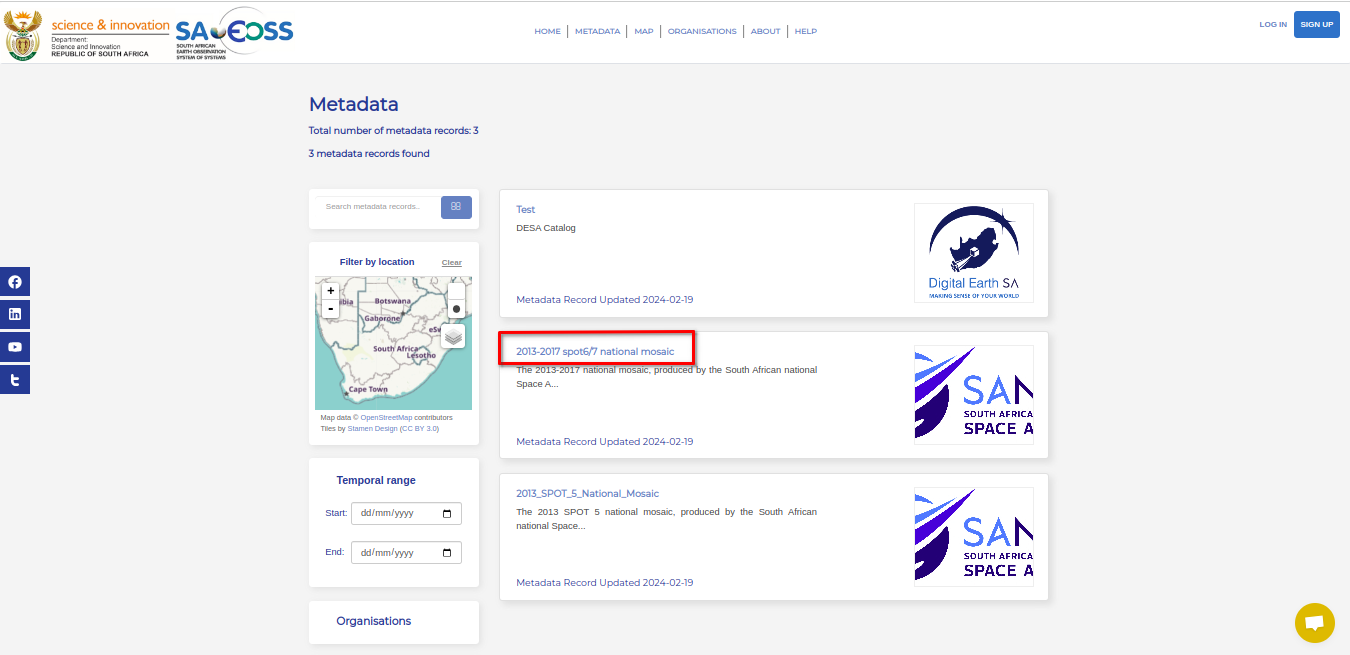 science & innovation
Department:
Science and Innovation
REPUBLIC OF SOUTH AFRICA
SAGEOSS
SOUTH AFRICAN
EARTH OBSERVATION
SYSTEM OF SYSTEMS
HOME
METADATA
MAP
ORGANISATIONS
ABOUT
HELP
LOG IN
SIGN UP
Metadata
Total number of metadata records: 3
3 metadata records found
Search metadata records..
Filter by location
Clear
+
-
ibia
Botswana
Gaborone
eSw
South Africa
Lesotho
Cape Town
Map data © OpenStreetMap contributors
Tiles by Stamen Design (CC BY 3.0)
Temporal range
Start: dd/mm/yyyy
End: dd/mm/yyyy
Organisations
Test
DESA Catalog
Metadata Record Updated 2024-02-19
Digital Earth SA
MAKING SENSE OF YOUR WORLD
2013-2017 spot6/7 national mosaic
The 2013-2017 national mosaic, produced by the South African national
Space A...
Metadata Record Updated 2024-02-19
SAN
SOUTH AFRICA
SPACE A
2013_SPOT_5_National_Mosaic
The 2013 SPOT 5 national mosaic, produced by the South African
national Space...
Metadata Record Updated 2024-02-19
SAN
SOUTH AFRICA
SPACE A